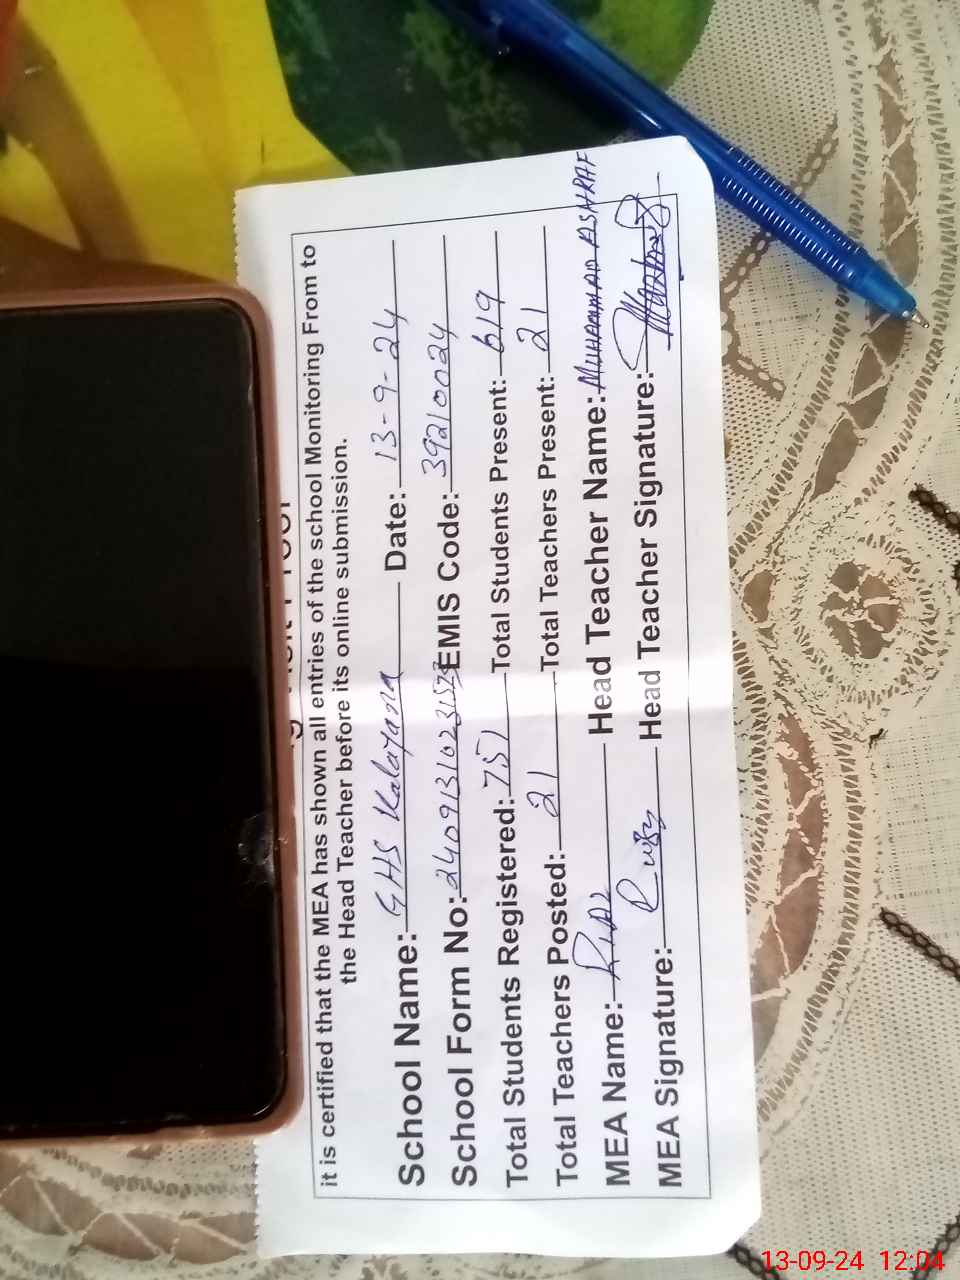 it is certified that the MEA has shown all entries of the school Monitoring From to
the Head Teacher before its online submission.
School Name: GHS Kalayana Date: 13-9-24
School Form No: EMIS Code: 39210024
Total Students Registered: 751 Total Students Present: 619
Total Teachers Posted: 21 Total Teachers Present: 21
MEA Name: Riaz Head Teacher Name: MUHAMMAD ASHRAF
MEA Signature: Head Teacher Signature:
13-09-24 12:04